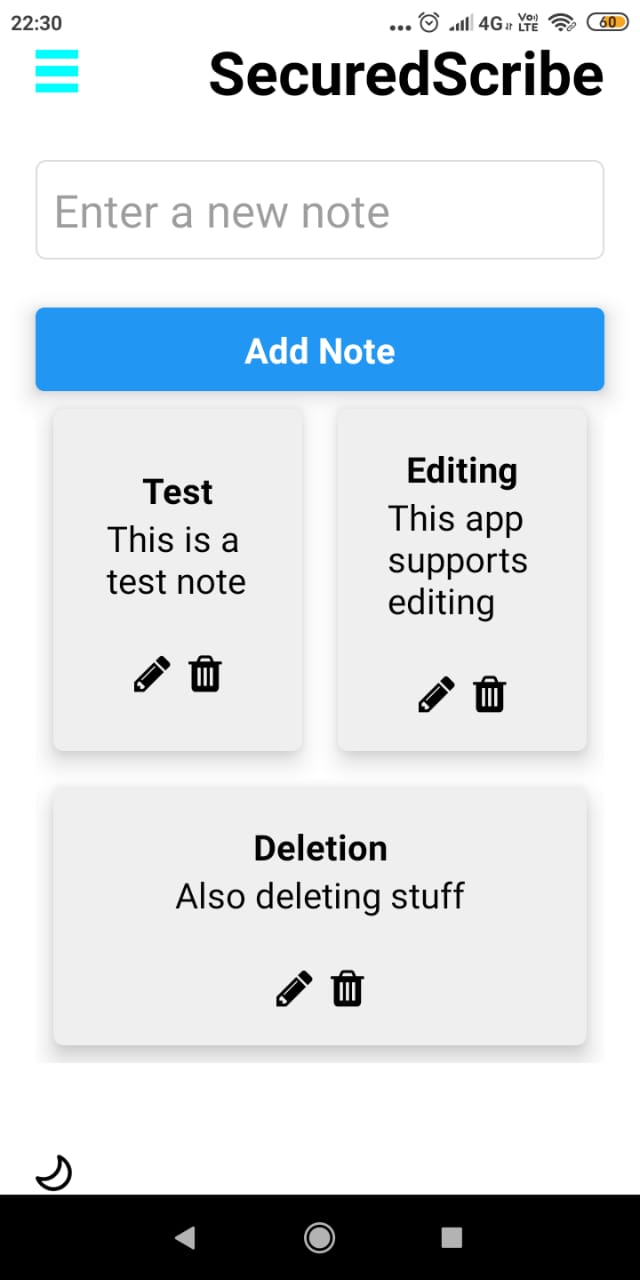 22:30
4G VoD LTE 60
SecuredScribe
Enter a new note
Add Note
Test
This is a
test note
Editing
This app
supports
editing
Deletion
Also deleting stuff